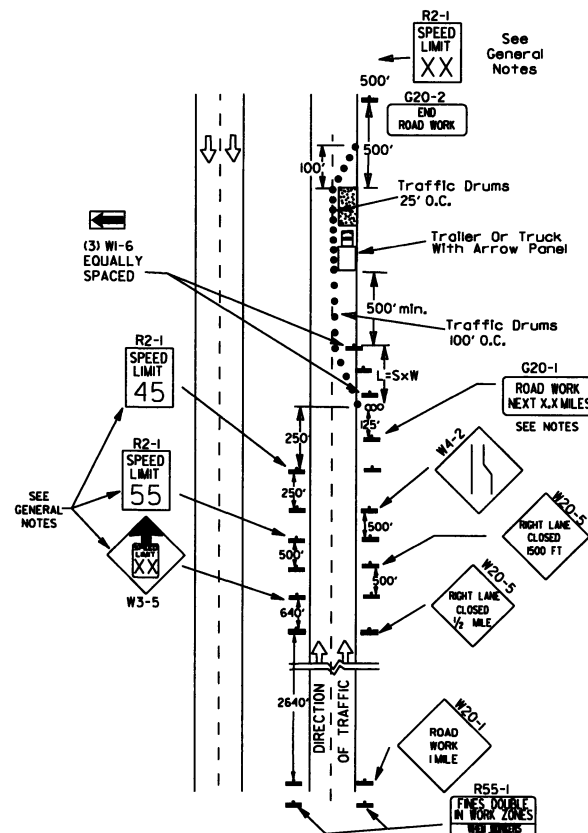 R2-1
SPEED
LIMIT
XX
See
General
Notes
500'
G20-2
END
ROAD WORK
500'
100'
Traffic Drums
25' O.C.
Trailer Or Truck
With Arrow Panel
(3) W1-6
EQUALLY
SPACED
500' min.
Traffic Drums
100' O.C.
R2-1
SPEED
LIMIT
45
L=SxW
G20-1
ROAD WORK
NEXT X.X MILES
SEE NOTES
125'
250'
W4-2
R2-1
SPEED
LIMIT
55
250'
SEE
GENERAL
NOTES
500'
500'
W20-5
RIGHT LANE
CLOSED
1500 FT
SPEED
LIMIT
XX
W3-5
500'
W20-5
RIGHT LANE
CLOSED
1/2 MILE
640'
2640'
DIRECTION
OF TRAFFIC
W20-1
ROAD
WORK
1 MILE
R55-1
FINES DOUBLE
IN WORK ZONES
WHEN WORKERS